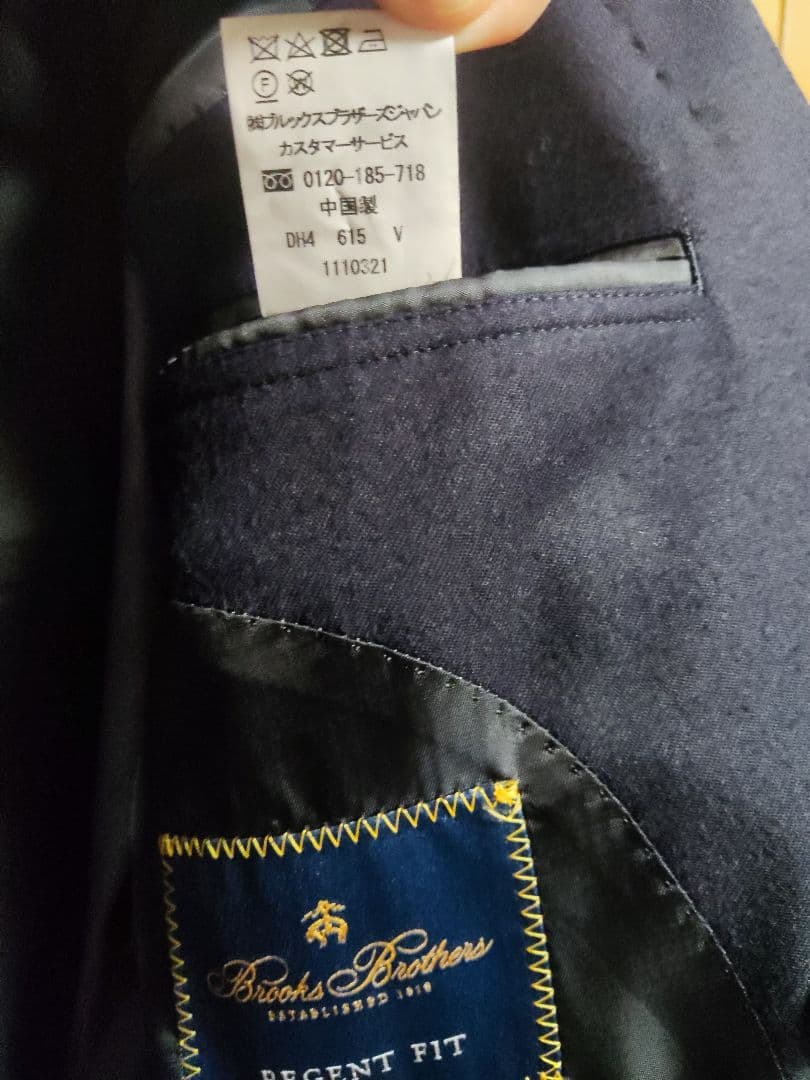 F W
㈱ブルックスブラザーズジャパン
カスタマーサービス
0120-185-718
中国製
DH4 615 V
1110321
Brooks Brothers
ESTABLISHED 1818
REGENT FIT